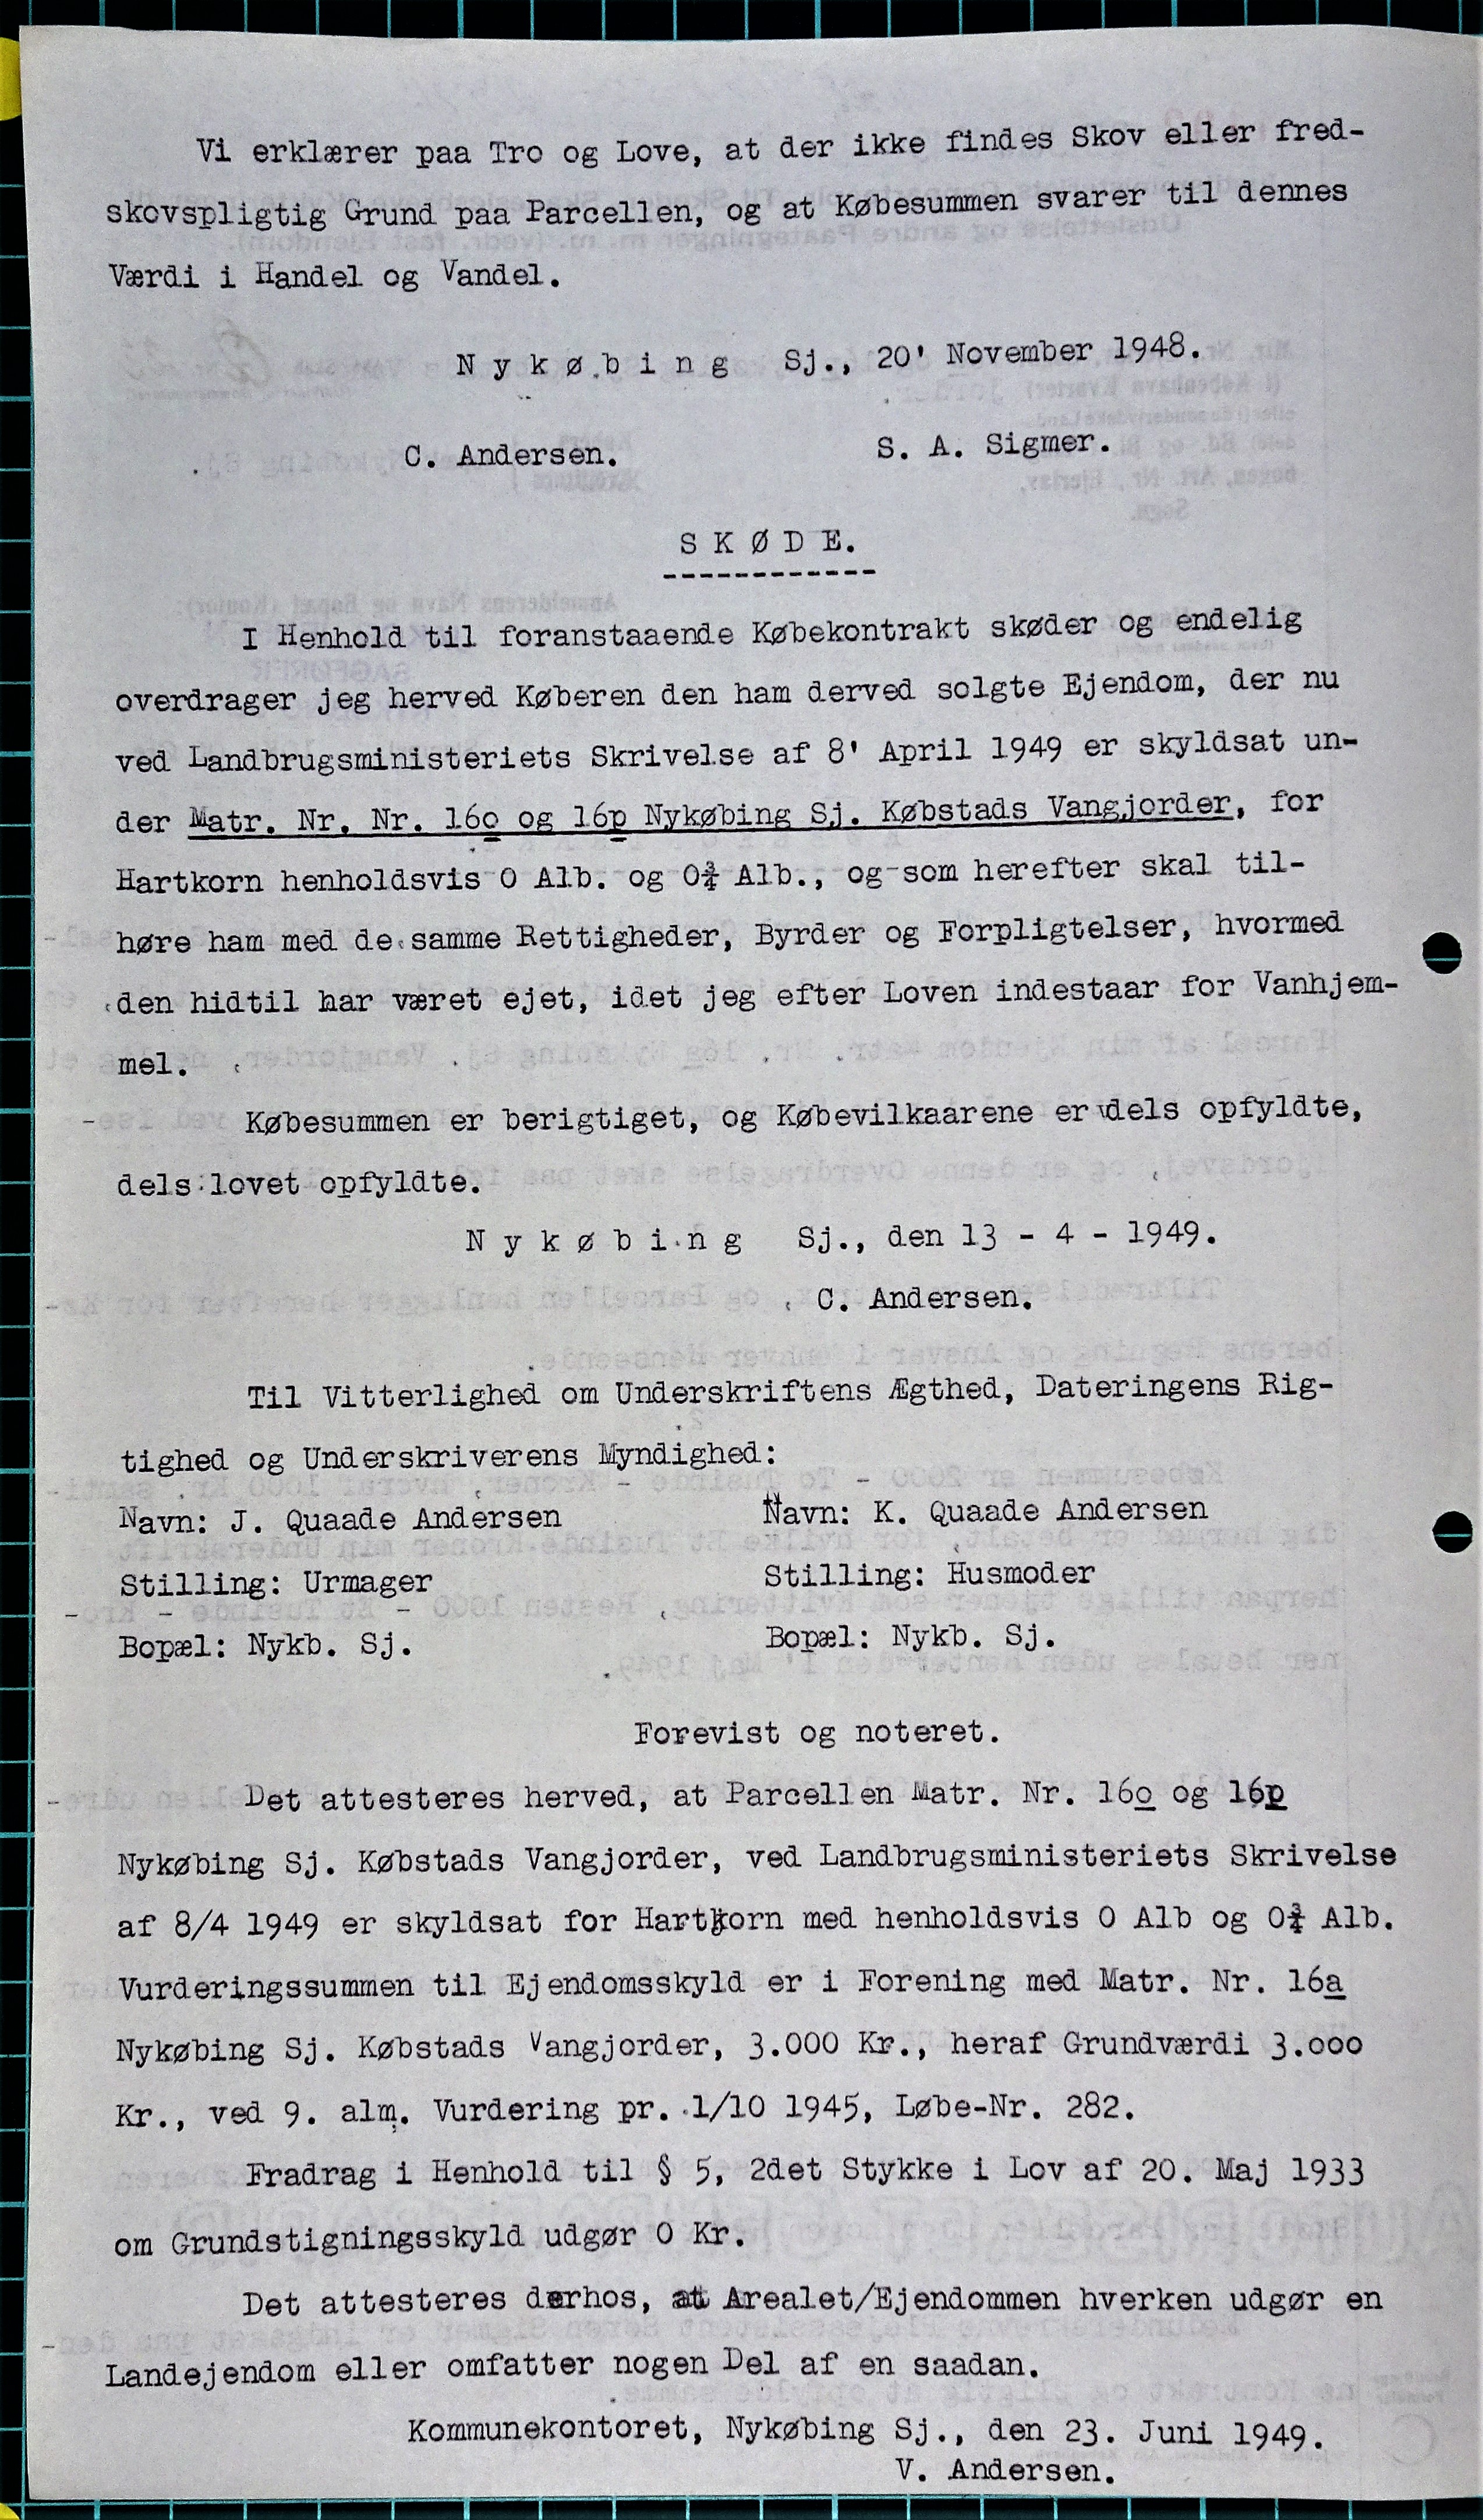 Vi erklærer paa Tro og Love, at der ikke findes Skov eller fred-
skovspligtig Grund paa Parcellen, og at Købesummen svarer til dennes
Værdi i Handel og Vandel.
Nykøbing Sj., 20' November 1948.
C. Andersen. S. A. Sigmer.
SKØDE.
------------
I Henhold til foranstaaende Købekontrakt skøder og endelig
overdrager jeg herved Køberen den ham derved solgte Ejendom, der nu
ved Landbrugsministeriets Skrivelse af 8' April 1949 er skyldsat un-
der Matr. Nr. Nr. 16o og 16p Nykøbing Sj. Købstads Vangjorder, for
Hartkorn henholdsvis 0 Alb. og 0¾ Alb., og som herefter skal til-
høre ham med de samme Rettigheder, Byrder og Forpligtelser, hvormed
den hidtil har været ejet, idet jeg efter Loven indestaar for Vanhjem-
mel.
Købesummen er berigtiget, og Købevilkaarene er dels opfyldte,
dels lovet opfyldte.
Nykøbing Sj., den 13 - 4 - 1949.
C. Andersen.
Til Vitterlighed om Underskriftens Ægthed, Dateringens Rig-
tighed og Underskriverens Myndighed:
Navn: J. Quaade Andersen Navn: K. Quaade Andersen
Stilling: Urmager Stilling: Husmoder
Bopæl: Nykb. Sj. Bopæl: Nykb. Sj.
Forevist og noteret.
Det attesteres herved, at Parcellen Matr. Nr. 16o og 16p
Nykøbing Sj. Købstads Vangjorder, ved Landbrugsministeriets Skrivelse
af 8/4 1949 er skyldsat for Hartkorn med henholdsvis 0 Alb og 0¾ Alb.
Vurderingssummen til Ejendomsskyld er i Forening med Matr. Nr. 16a
Nykøbing Sj. Købstads Vangjorder, 3.000 Kr., heraf Grundværdi 3.ooo
Kr., ved 9. alm. Vurdering pr. 1/10 1945, Løbe-Nr. 282.
Fradrag i Henhold til § 5, 2det Stykke i Lov af 20. Maj 1933
om Grundstigningsskyld udgør 0 Kr.
Det attesteres derhos, at Arealet/Ejendommen hverken udgør en
Landejendom eller omfatter nogen Del af en saadan.
Kommunekontoret, Nykøbing Sj., den 23. Juni 1949.
V. Andersen.